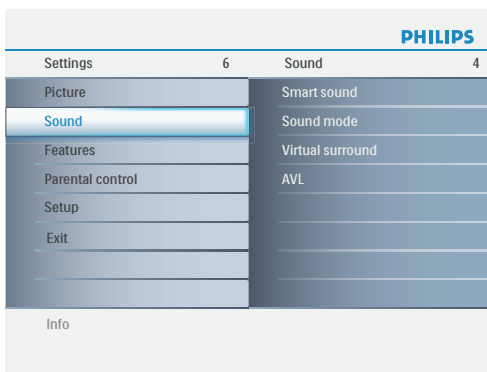 PHILIPS
Settings 6 Sound 4
Picture Smart sound
Sound Sound mode
Features Virtual surround
Parental control AVL
Setup
Exit
Info